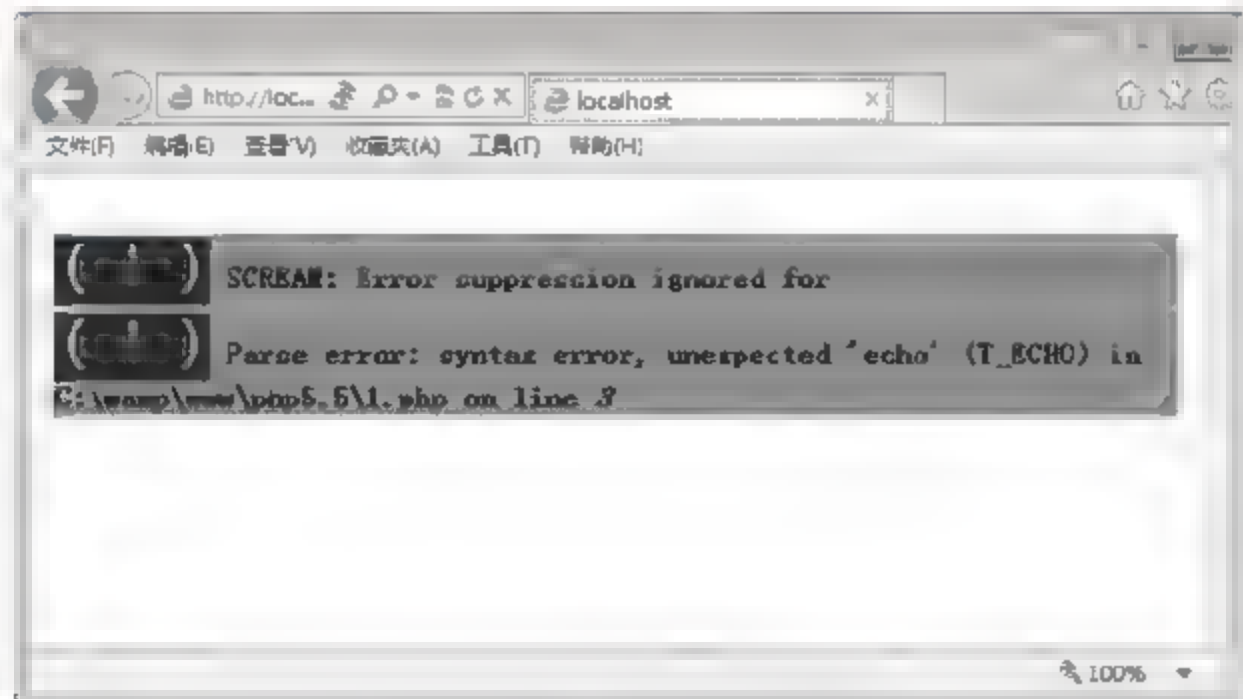 http://loc...
localhost
文件(F) 编辑(E) 查看(V) 收藏夹(A) 工具(T) 帮助(H)
SCREAM: Error suppression ignored for
Parse error: syntax error, unexpected 'echo' (T_ECHO) in
C:\wamp\www\php5.5\1.php on line 3
100%